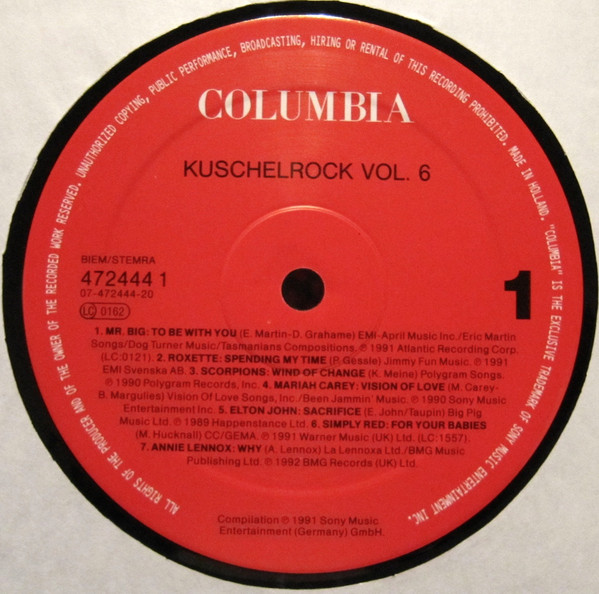 ALL RIGHTS OF THE PRODUCER AND OF THE OWNER OF THE RECORDED WORK RESERVED. UNAUTHORIZED COPYING, PUBLIC PERFORMANCE, BROADCASTING, HIRING OR RENTAL OF THIS RECORDING PROHIBITED. MADE IN HOLLAND. "COLUMBIA" IS THE EXCLUSIVE TRADEMARK OF SONY MUSIC ENTERTAINMENT INC.
COLUMBIA
KUSCHELROCK VOL. 6
BIEM/STEMRA
472444 1
07-472444-20
LC 0162
1
1. MR. BIG: TO BE WITH YOU (E. Martin-D. Grahame) EMI-April Music Inc./Eric Martin
Songs/Dog Turner Music/Tasmanians Compositions. ℗ 1991 Atlantic Recording Corp.
(LC:0121). 2. ROXETTE: SPENDING MY TIME (P. Gessle) Jimmy Fun Music. ℗ 1991
EMI Svenska AB. 3. SCORPIONS: WIND OF CHANGE (K. Meine) Polygram Songs.
℗ 1990 Polygram Records, Inc. 4. MARIAH CAREY: VISION OF LOVE (M. Carey-
B. Margulies) Vision Of Love Songs, Inc./Been Jammin' Music. ℗ 1990 Sony Music
Entertainment Inc. 5. ELTON JOHN: SACRIFICE (E. John/Taupin) Big Pig
Music Ltd. ℗ 1989 Happenstance Ltd. 6. SIMPLY RED: FOR YOUR BABIES
(M. Hucknall) CC/GEMA. ℗ 1991 Warner Music (UK) Ltd. (LC:1557).
7. ANNIE LENNOX: WHY (A. Lennox) La Lennoxa Ltd./BMG Music
Publishing Ltd. ℗ 1992 BMG Records (UK) Ltd.
Compilation ℗ 1991 Sony Music.
Entertainment (Germany) GmbH.